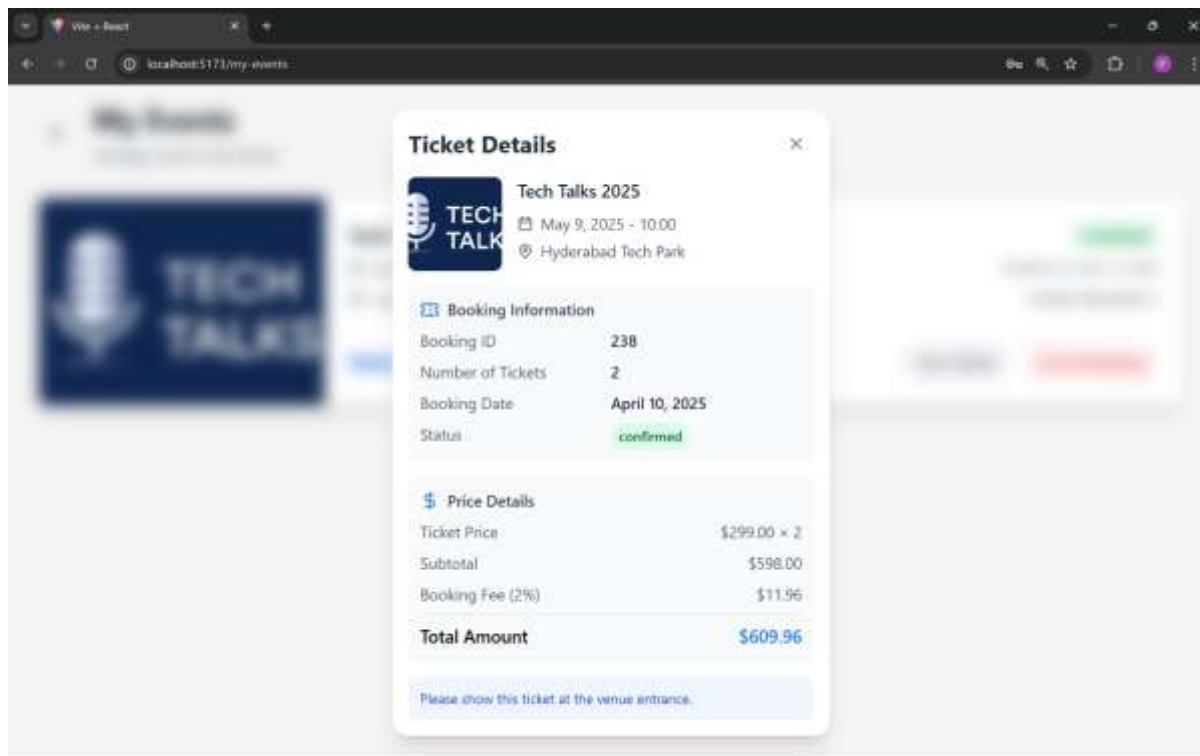 Vite + React
localhost:5173/my-events
My Events
TECH
TALKS
Ticket Details
TECH
TALK
Tech Talks 2025
May 9, 2025 - 10:00
Hyderabad Tech Park
Booking Information
Booking ID 238
Number of Tickets 2
Booking Date April 10, 2025
Status confirmed
Price Details
Ticket Price $299.00 × 2
Subtotal $598.00
Booking Fee (2%) $11.96
Total Amount $609.96
Please show this ticket at the venue entrance.